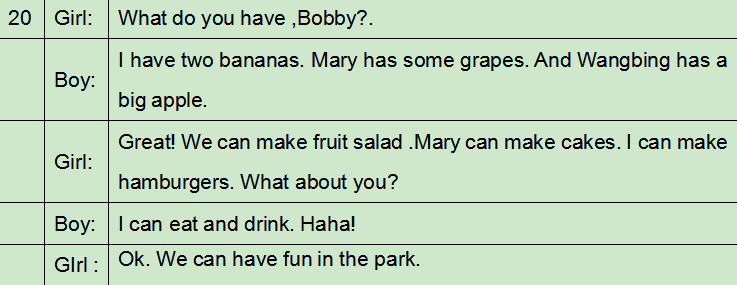 20 Girl: What do you have ,Bobby?.
Boy: I have two bananas. Mary has some grapes. And Wangbing has a
big apple.
Girl: Great! We can make fruit salad .Mary can make cakes. I can make
hamburgers. What about you?
Boy: I can eat and drink. Haha!
GIrl : Ok. We can have fun in the park.